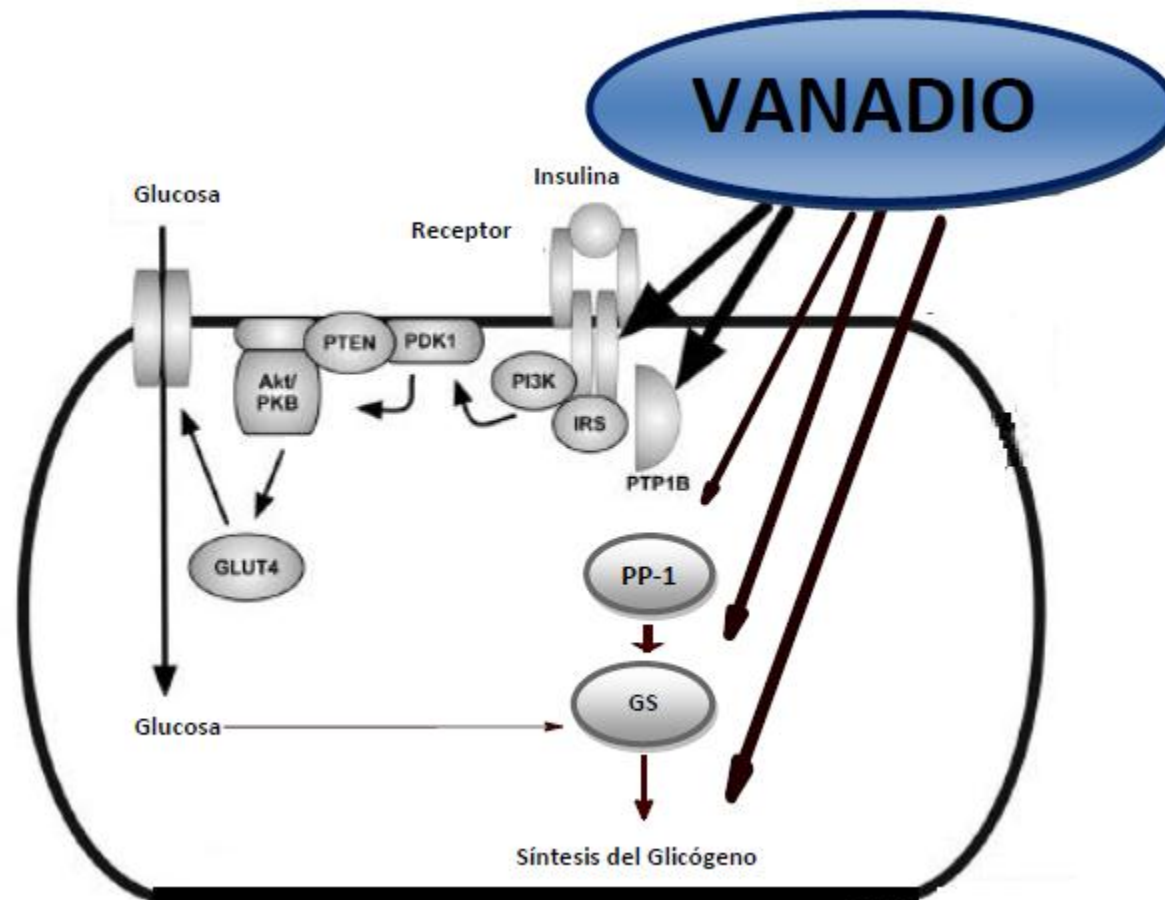 VANADIO
Insulina
Glucosa
Receptor
PTEN
PDK1
Akt/
PKB
PI3K
IRS
PTP1B
GLUT4
PP-1
GS
Glucosa
Síntesis del Glicógeno